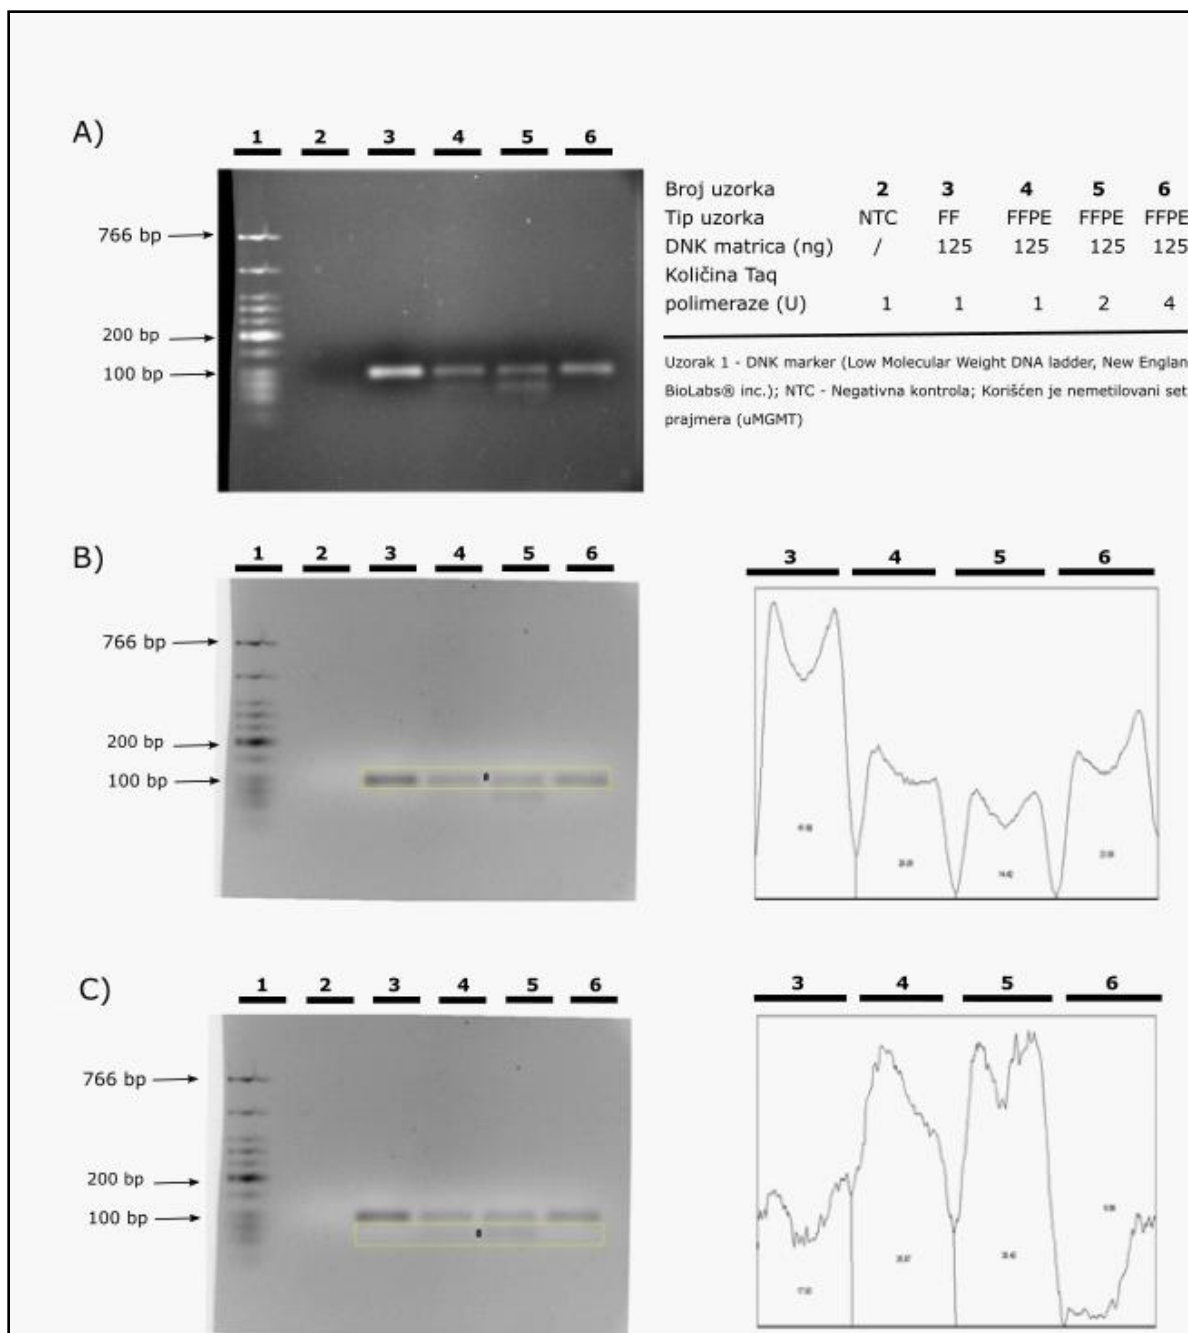 A)
1 2 3 4 5 6
766 bp
200 bp
100 bp
Broj uzorka 2 3 4 5 6
Tip uzorka NTC FF FFPE FFPE FFPE
DNK matrica (ng) / 125 125 125 125
Količina Taq
polimeraze (U) 1 1 1 2 4
Uzorak 1 - DNK marker (Low Molecular Weight DNA ladder, New Englan
BioLabs® inc.); NTC - Negativna kontrola; Korišćen je nemetilovani set
prajmera (uMGMT)
B)
1 2 3 4 5 6
766 bp
200 bp
100 bp
3 4 5 6
14.42
C)
1 2 3 4 5 6
766 bp
200 bp
100 bp
3 4 5 6